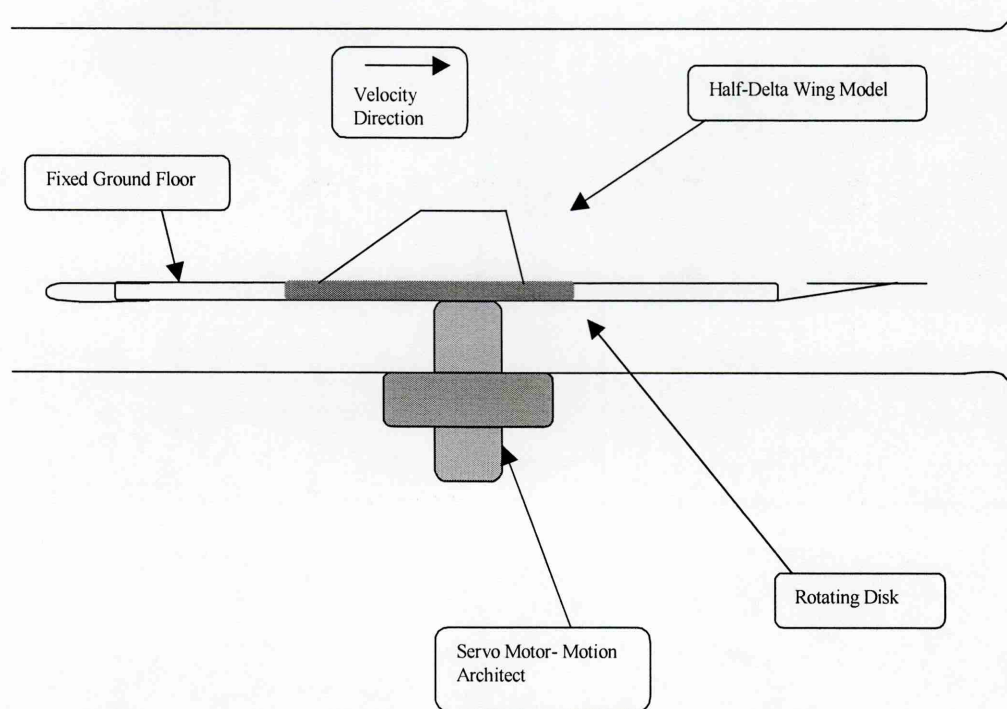 Velocity
Direction
Half-Delta Wing Model
Fixed Ground Floor
Rotating Disk
Servo Motor- Motion
Architect